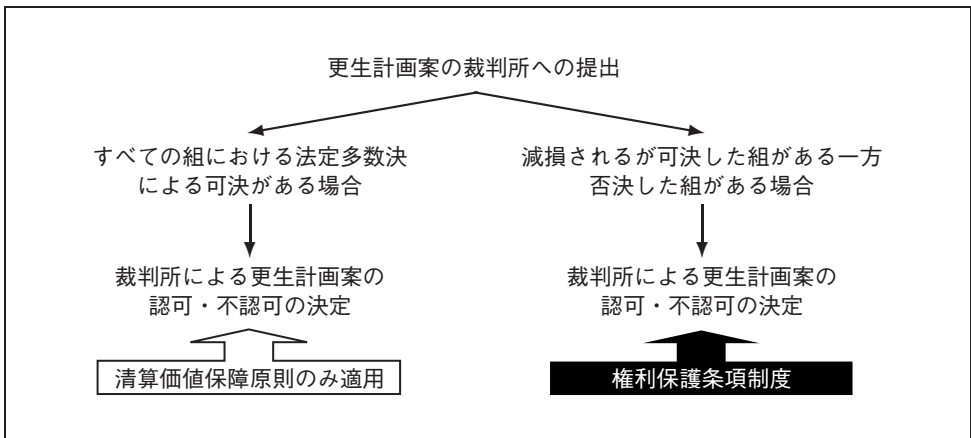 更生計画案の裁判所への提出
すべての組における法定多数決
による可決がある場合
減損されるが可決した組がある一方
否決した組がある場合
裁判所による更生計画案の
認可・不認可の決定
裁判所による更生計画案の
認可・不認可の決定
清算価値保障原則のみ適用
権利保護条項制度